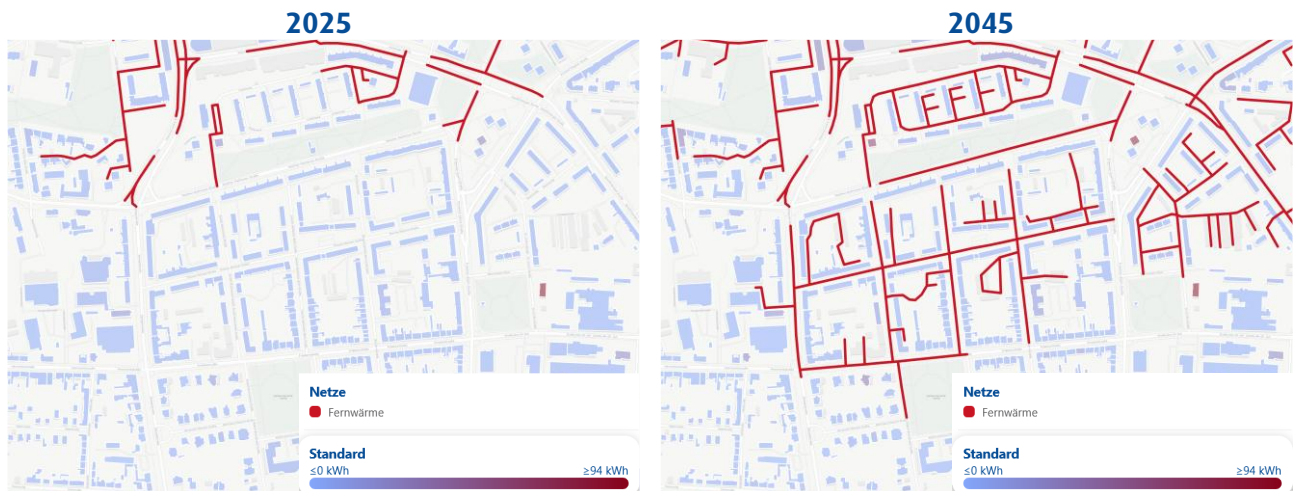 2025
2045
Netze
Fernwärme
Standard
≤0 kWh
≥94 kWh
Netze
Fernwärme
Standard
≤0 kWh
≥94 kWh